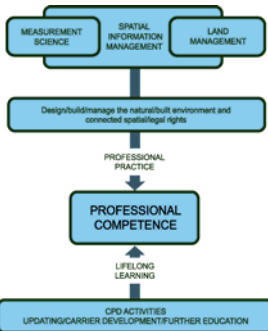 MEASUREMENT
SCIENCE
SPATIAL
INFORMATION
MANAGEMENT
LAND
MANAGEMENT
Design/build/manage the natural/built environment and
connected spatial/legal rights
PROFESSIONAL
PRACTICE
PROFESSIONAL
COMPETENCE
LIFELONG
LEARNING
CPD ACTIVITIES
UPDATING/CARRIER DEVELOPMENT/FURTHER EDUCATION